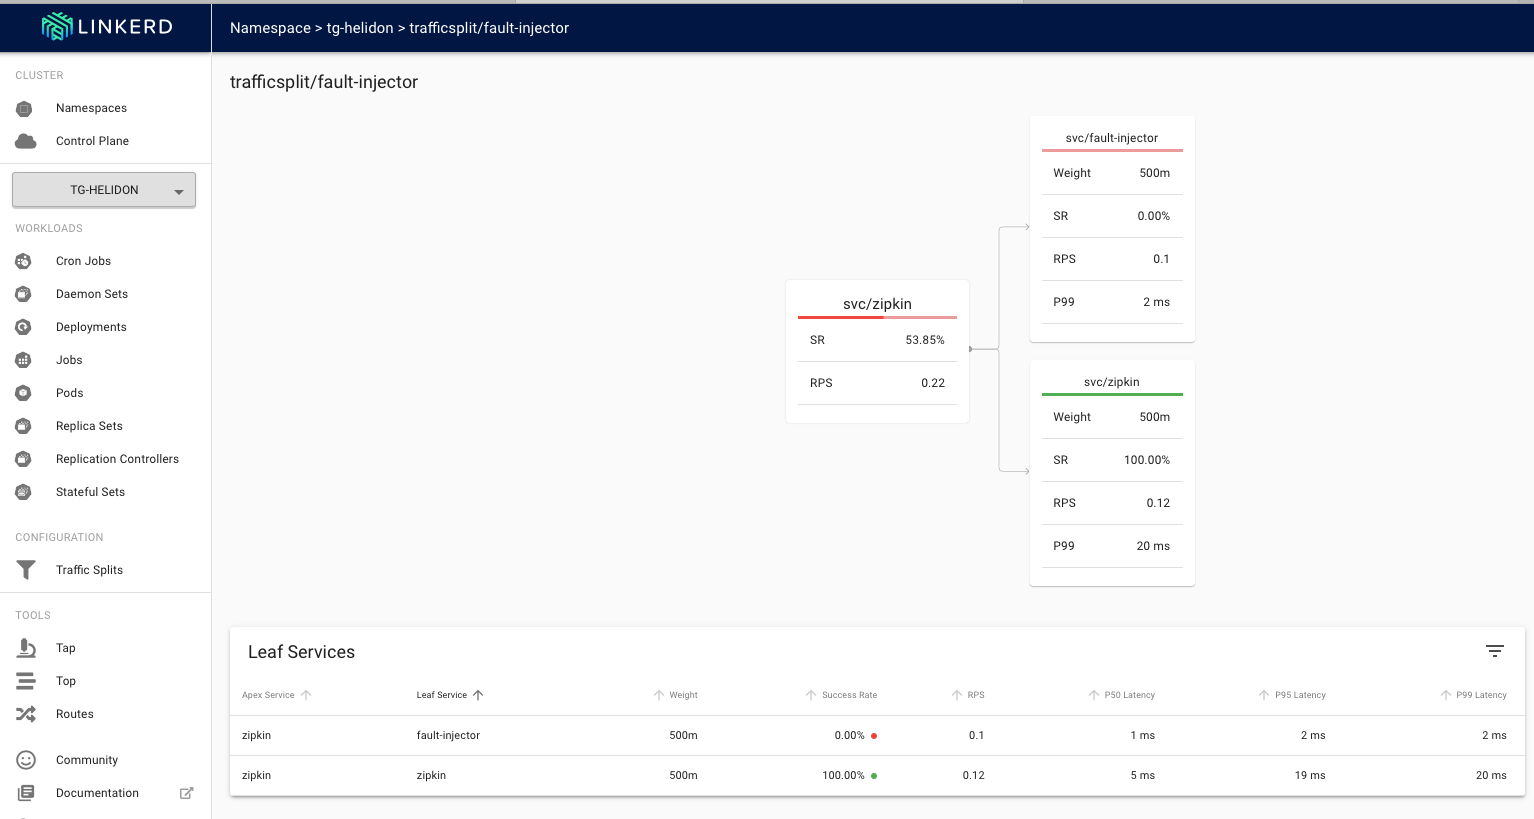 LINKERD
Namespace > tg-helidon > trafficsplit/fault-injector
CLUSTER
Namespaces
Control Plane
TG-HELIDON
WORKLOADS
Cron Jobs
Daemon Sets
Deployments
Jobs
Pods
Replica Sets
Replication Controllers
Stateful Sets
CONFIGURATION
Traffic Splits
TOOLS
Tap
Top
Routes
Community
Documentation
trafficsplit/fault-injector
svc/zipkin
SR 53.85%
RPS 0.22
svc/fault-injector
Weight 500m
SR 0.00%
RPS 0.1
P99 2 ms
svc/zipkin
Weight 500m
SR 100.00%
RPS 0.12
P99 20 ms
Leaf Services
Apex Service Leaf Service Weight Success Rate RPS P50 Latency P95 Latency P99 Latency
zipkin fault-injector 500m 0.00% 0.1 1 ms 2 ms 2 ms
zipkin zipkin 500m 100.00% 0.12 5 ms 19 ms 20 ms